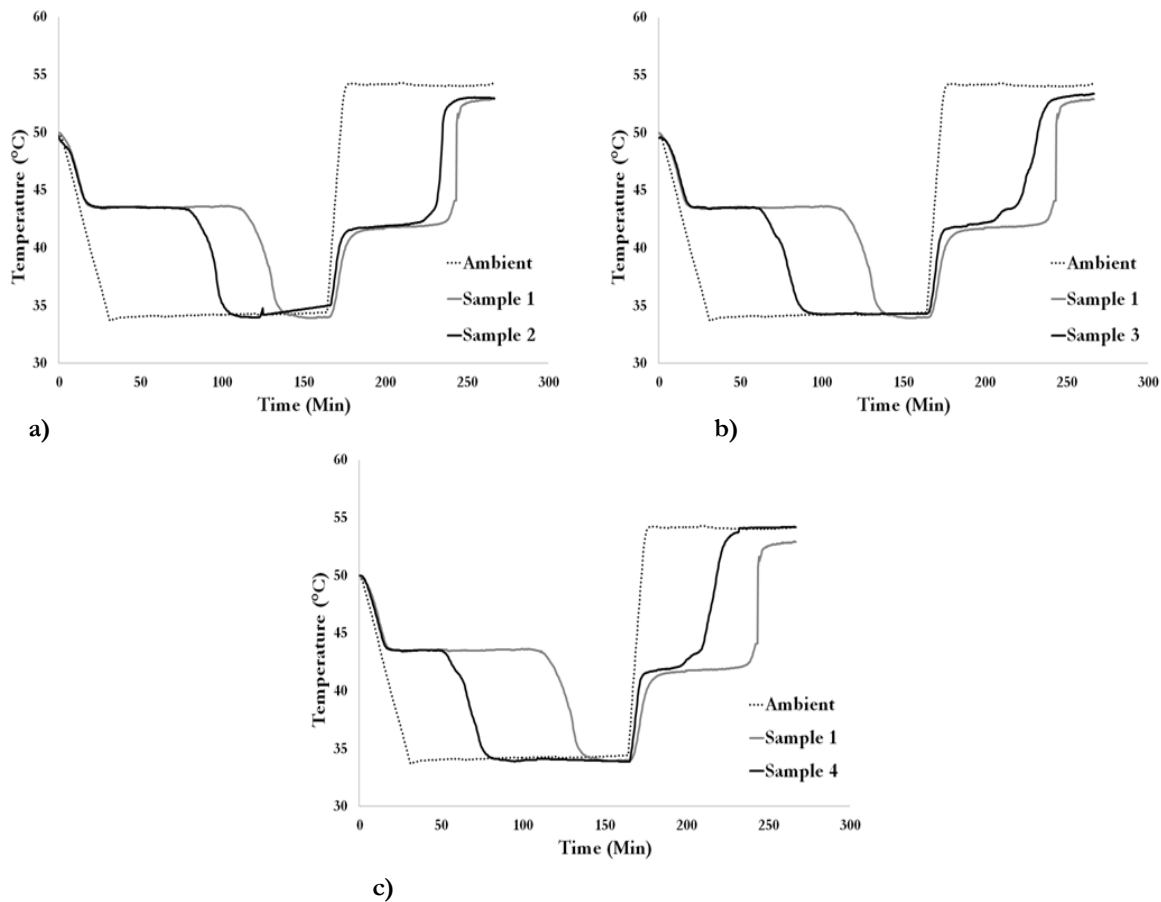 60
55
50
45
40
35
30
Temperature (°C)
0 50 100 150 200 250 300
Time (Min)
Ambient
Sample 1
Sample 2
a)
60
55
50
45
40
35
30
Temperature (°C)
0 50 100 150 200 250 300
Time (Min)
Ambient
Sample 1
Sample 3
b)
60
55
50
45
40
35
30
Temperature (°C)
0 50 100 150 200 250 300
Time (Min)
Ambient
Sample 1
Sample 4
c)